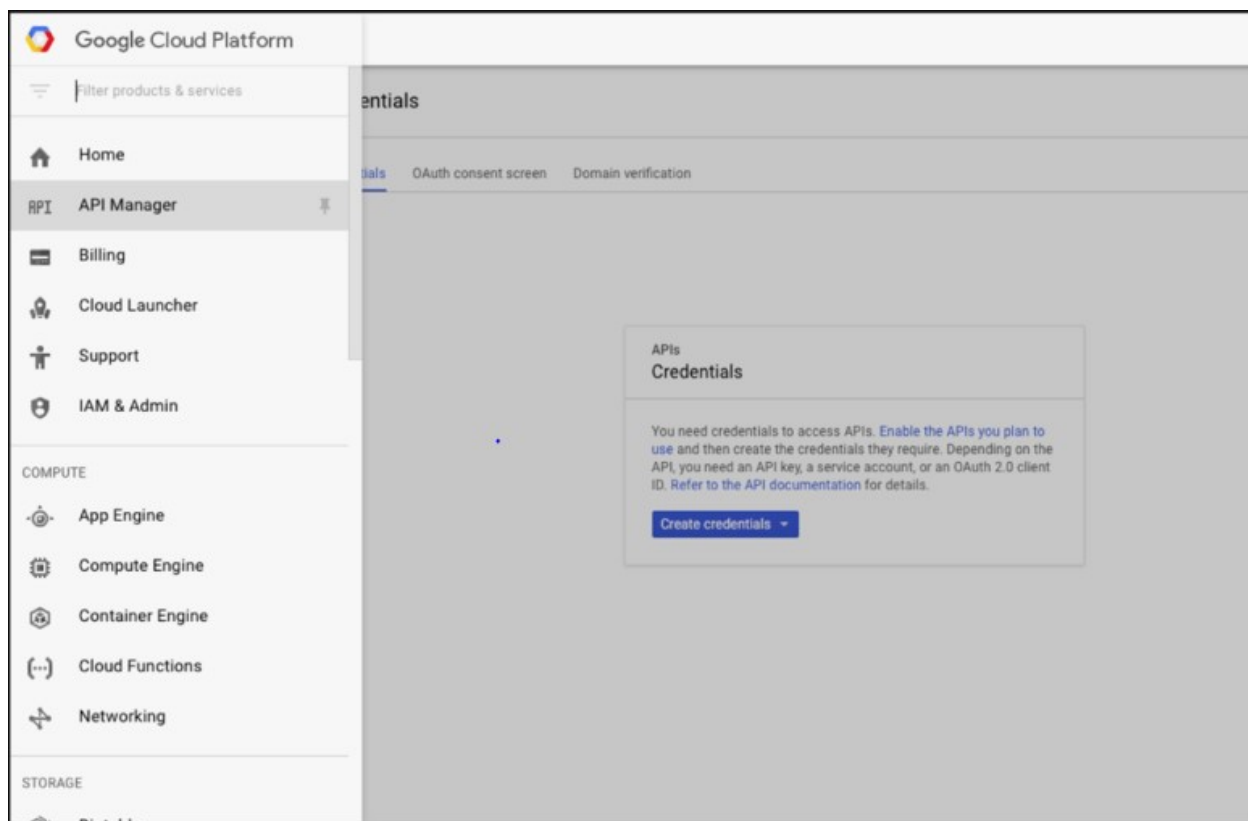 Google Cloud Platform
Filter products & services
Home
API API Manager
Billing
Cloud Launcher
Support
IAM & Admin
COMPUTE
App Engine
Compute Engine
Container Engine
Cloud Functions
Networking
STORAGE
entials
tials OAuth consent screen Domain verification
APIs
Credentials
You need credentials to access APIs. Enable the APIs you plan to
use and then create the credentials they require. Depending on the
API, you need an API key, a service account, or an OAuth 2.0 client
ID. Refer to the API documentation for details.
Create credentials